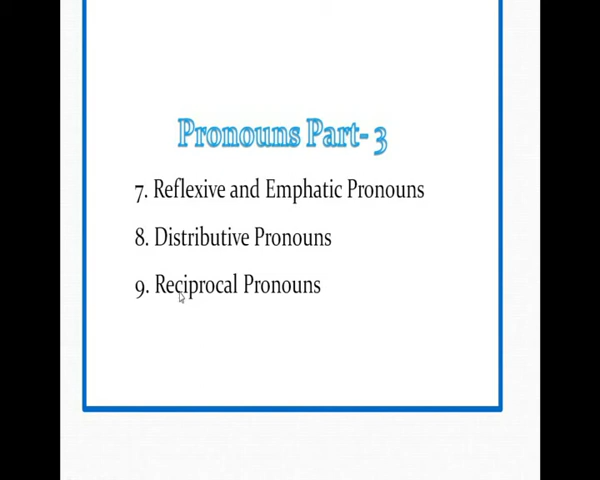 Pronouns Part- 3
7. Reflexive and Emphatic Pronouns
8. Distributive Pronouns
9. Reciprocal Pronouns